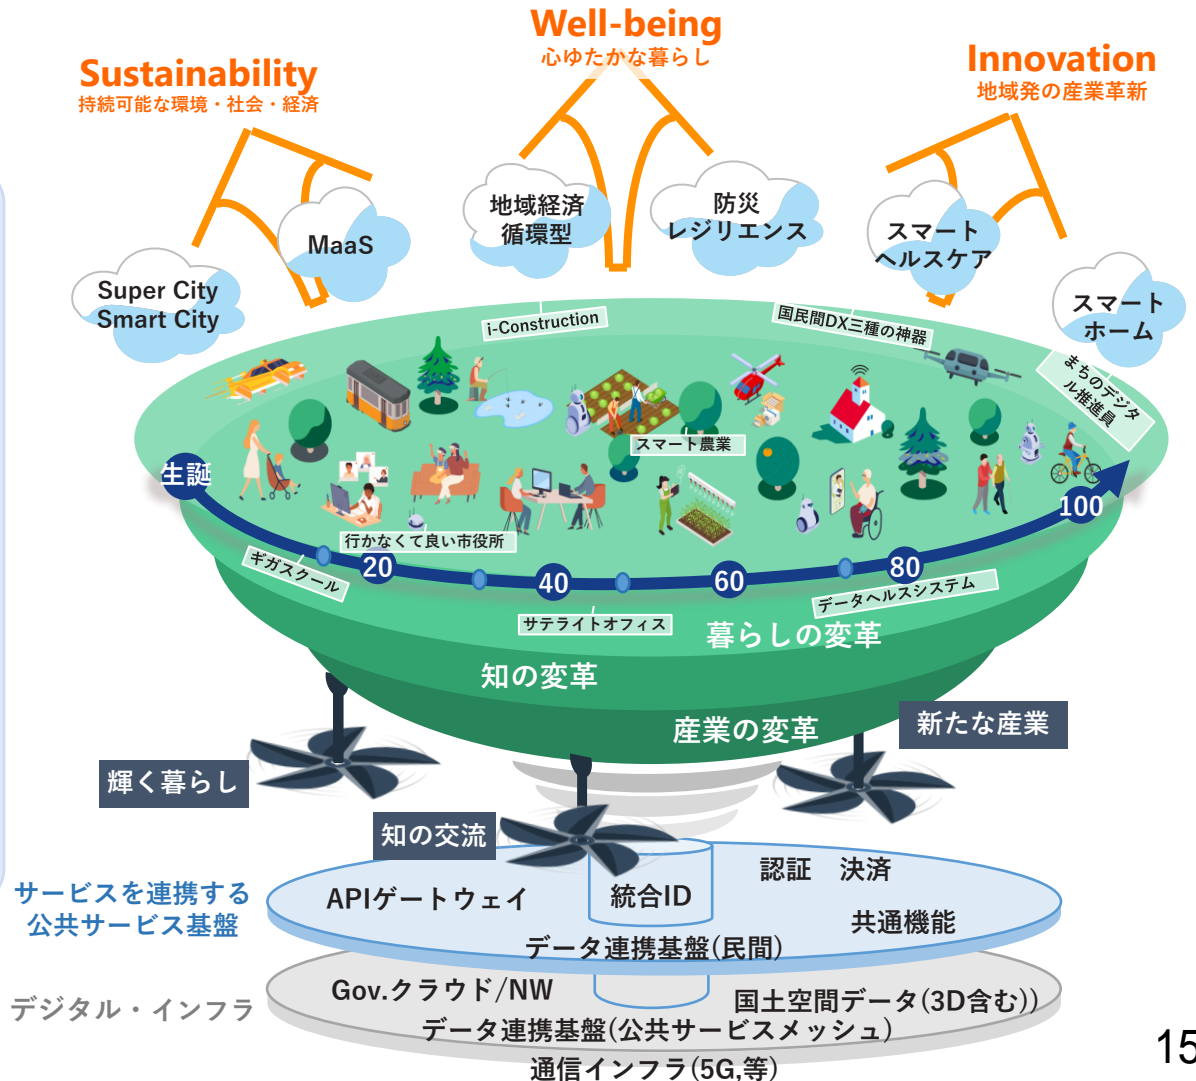 Well-being
心ゆたかな暮らし
Sustainability
持続可能な環境・社会・経済
Innovation
地域発の産業革新
地域経済
循環型
防災
レジリエンス
MaaS
スマート
ヘルスケア
Super City
Smart City
スマート
ホーム
i-Construction
国民間DX三種の神器
まちのデジタ
ル推進員
スマート農業
生誕
100
行かなくて良い市役所
ギガスクール
20
40
60
80
データヘルスシステム
サテライトオフィス
暮らしの変革
知の変革
産業の変革
新たな産業
輝く暮らし
知の交流
サービスを連携する
公共サービス基盤
APIゲートウェイ
統合ID
認証 決済
共通機能
データ連携基盤(民間)
デジタル・インフラ
Gov.クラウド/NW
国土空間データ(3D含む))
データ連携基盤(公共サービスメッシュ)
通信インフラ(5G,等)
15